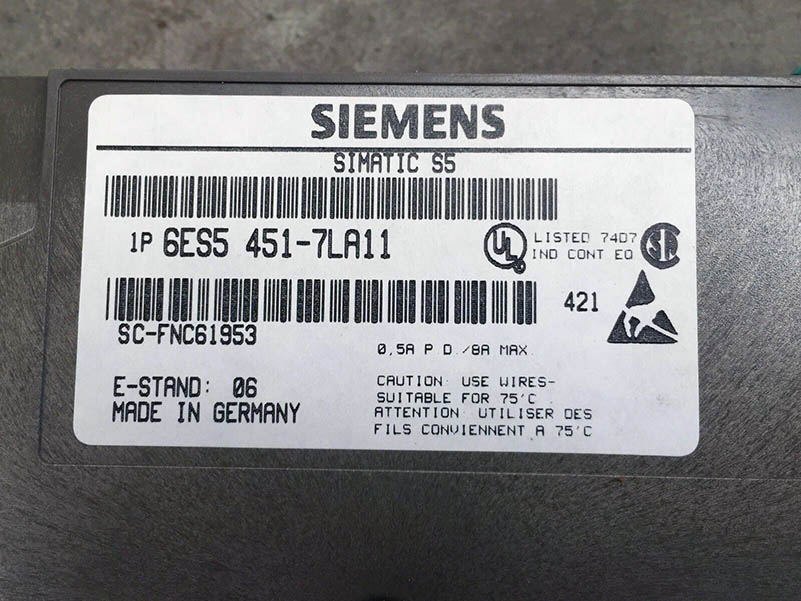 SIEMENS
SIMATIC S5
1P 6ES5 451-7LA11
UL
LISTED 74D7
IND CONT EQ
SA
421
SC-FNC61953
0,5A P D./8A MAX.
E-STAND: 06
MADE IN GERMANY
CAUTION: USE WIRES-
SUITABLE FOR 75'C
ATTENTION: UTILISER DES
FILS CONVIENNENT A 75'C